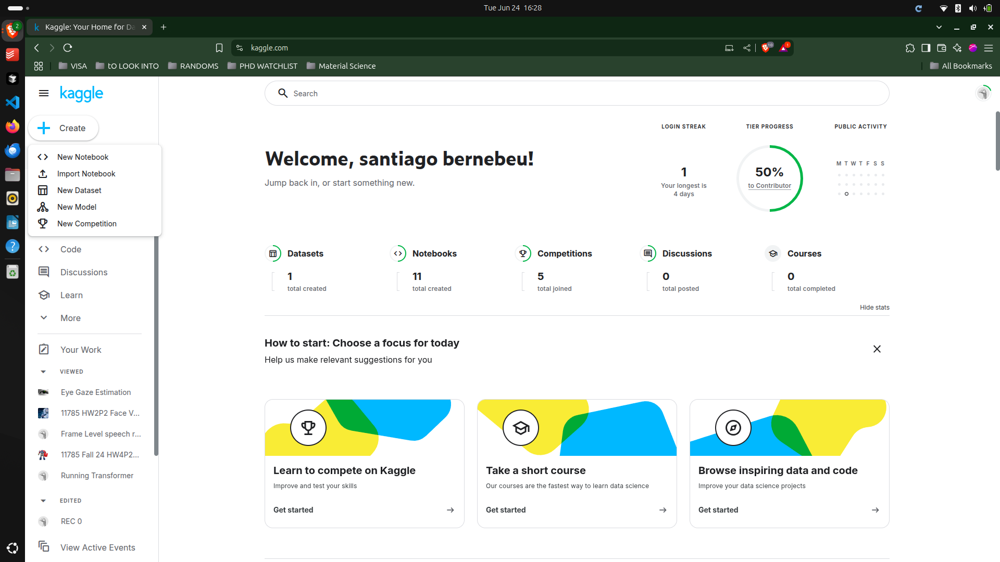 Tue Jun 24 16:28
2
Kaggle: Your Home for Da
kaggle.com
10
1
VISA
tO LOOK INTO
RANDOMS
PHD WATCHLIST
Material Science
All Bookmarks
kaggle
Search
Create
New Notebook
Import Notebook
New Dataset
New Model
New Competition
Code
Discussions
Learn
More
Your Work
VIEWED
Eye Gaze Estimation
11785 HW2P2 Face V...
Frame Level speech r...
11785 Fall 24 HW4P2...
Running Transformer
EDITED
REC 0
View Active Events
Welcome, santiago bernebeu!
Jump back in, or start something new.
LOGIN STREAK
1
Your longest is
4 days
TIER PROGRESS
50%
to Contributor
PUBLIC ACTIVITY
M T W T F S S
Datasets
1
total created
Notebooks
11
total created
Competitions
5
total joined
Discussions
0
total posted
Courses
0
total completed
Hide stats
How to start: Choose a focus for today
Help us make relevant suggestions for you
Learn to compete on Kaggle
Improve and test your skills
Get started
Take a short course
Our courses are the fastest way to learn data science
Get started
Browse inspiring data and code
Improve your data science projects
Get started